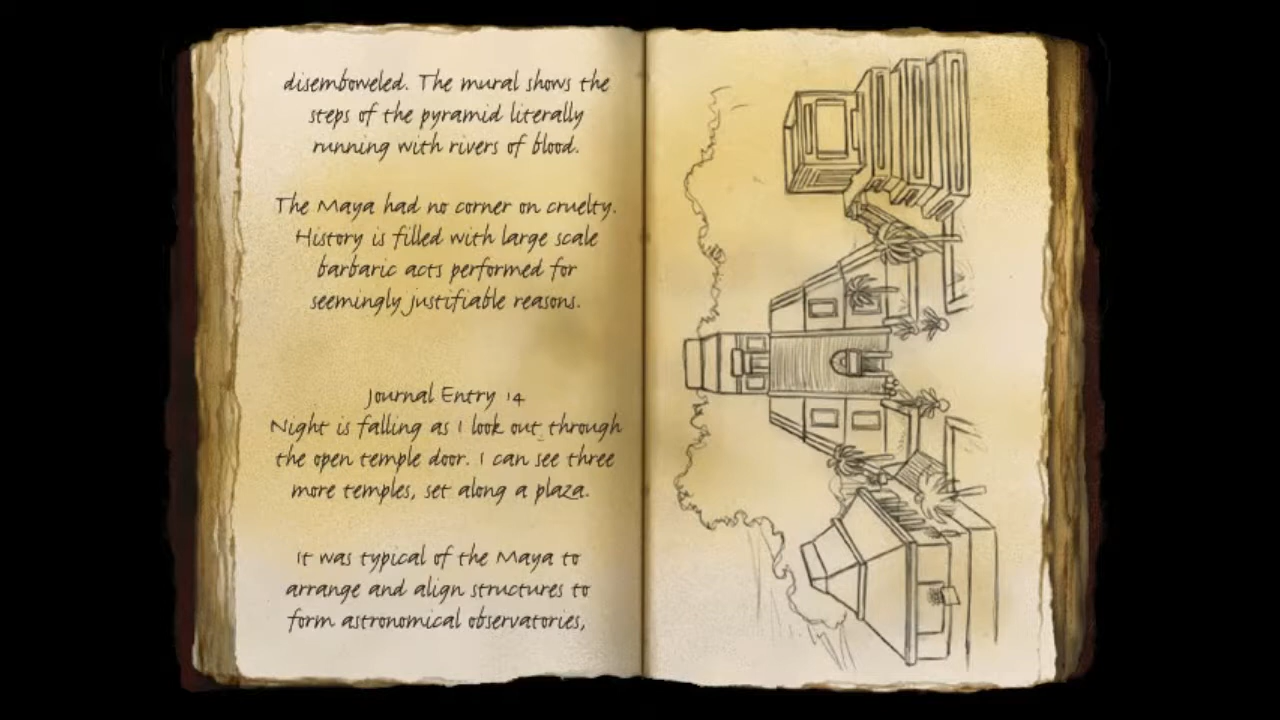 disemboweled. The mural shows the
steps of the pyramid literally
running with rivers of blood.
The Maya had no corner on cruelty.
History is filled with large scale
barbaric acts performed for
seemingly justifiable reasons.
Journal Entry 14
Night is falling as I look out through
the open temple door. I can see three
more temples, set along a plaza.
It was typical of the Maya to
arrange and align structures to
form astronomical observatories,